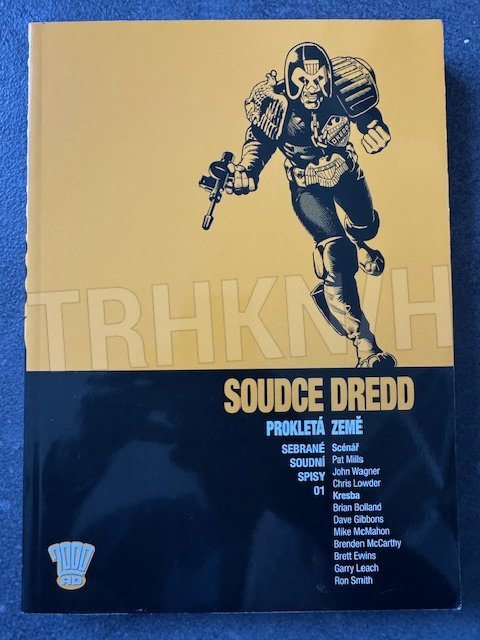 TRHKNIH
SOUDCE DREDD
PROKLETÁ ZEMĚ
SEBRANÉ
SOUDNÍ
SPISY
01
Scénář
Pat Mills
John Wagner
Chris Lowder
Kresba
Brian Bolland
Dave Gibbons
Mike McMahon
Brenden McCarthy
Brett Ewins
Garry Leach
Ron Smith
2000
AD